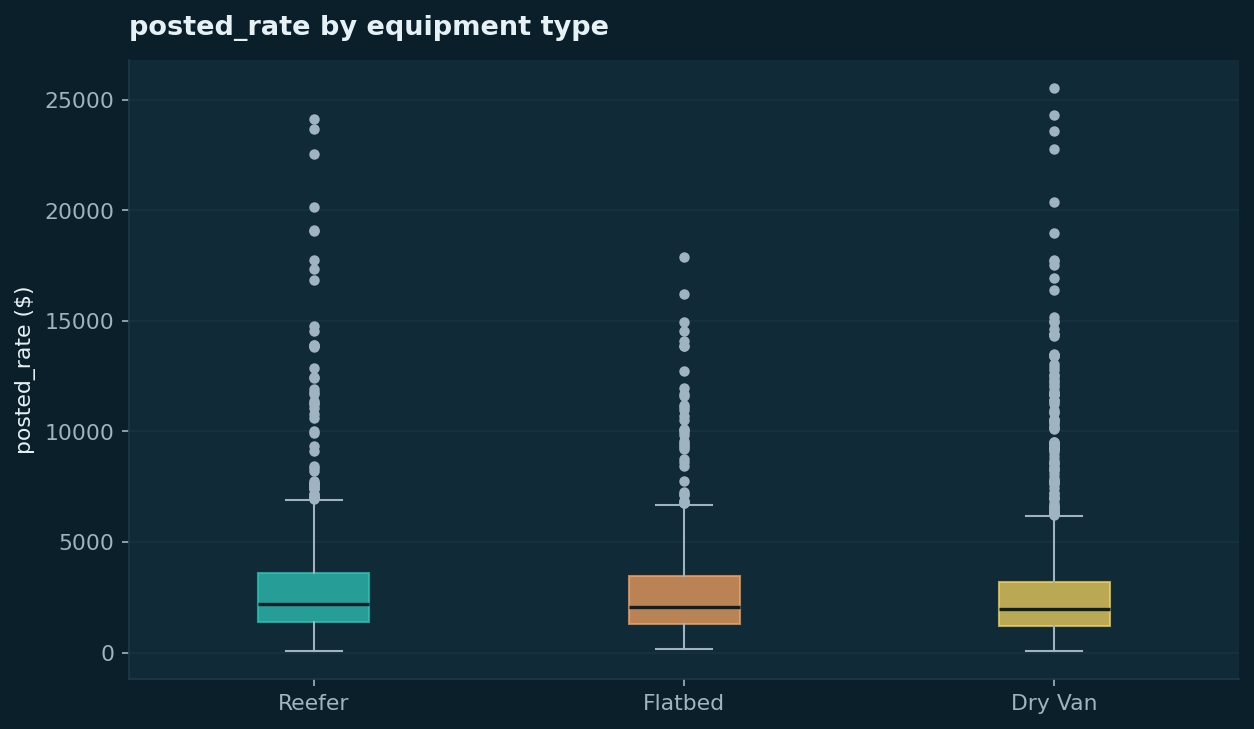 posted_rate by equipment type
posted_rate ($)
25000
20000
15000
10000
5000
0
Reefer
Flatbed
Dry Van